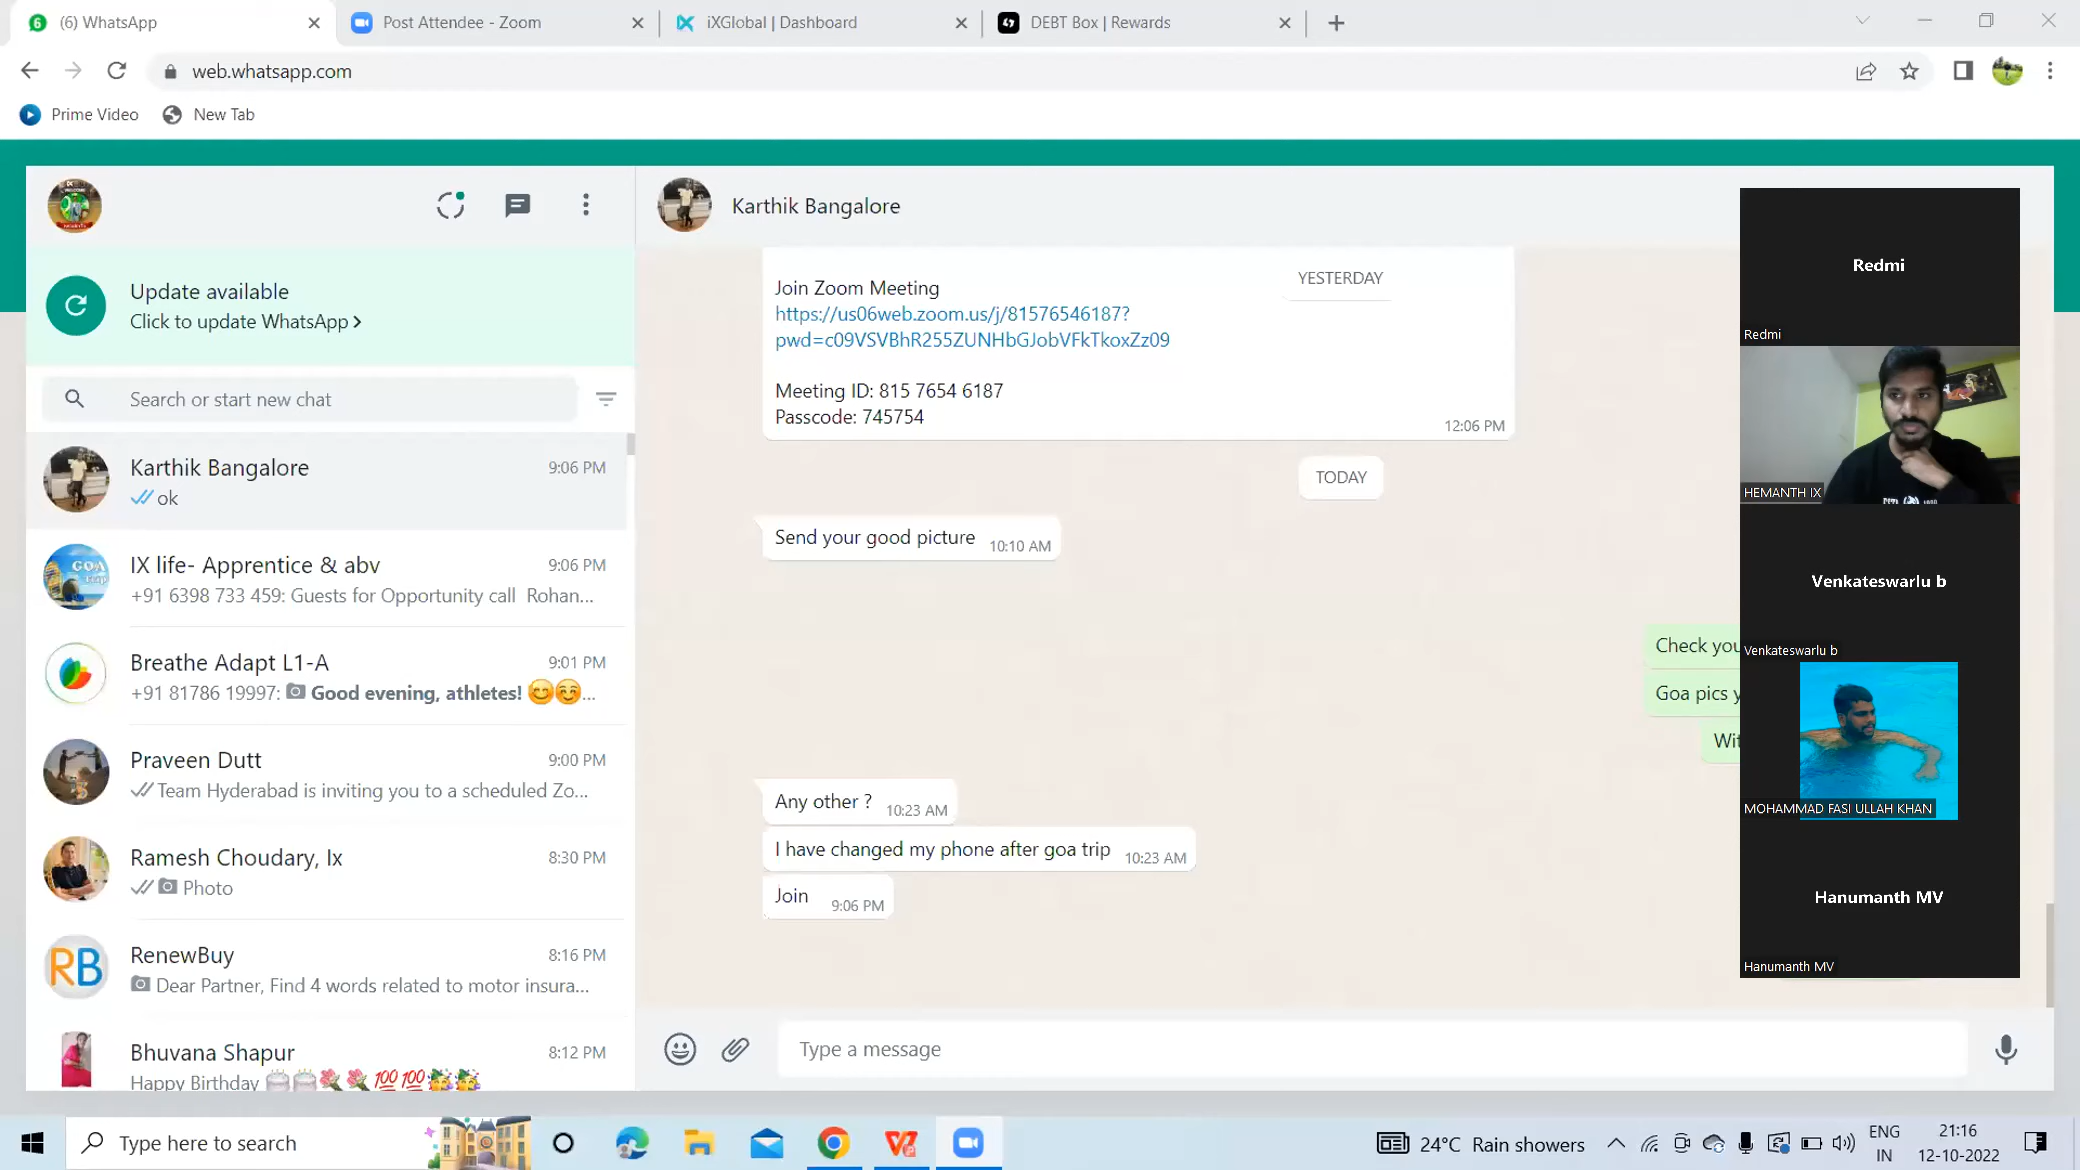 (6) WhatsApp
Post Attendee - Zoom
iXGlobal | Dashboard
DEBT Box | Rewards
web.whatsapp.com
Prime Video
New Tab
Update available
Click to update WhatsApp
Search or start new chat
Karthik Bangalore
9:06 PM
ok
IX life- Apprentice & abv
9:06 PM
+91 6398 733 459: Guests for Opportunity call Rohan...
Breathe Adapt L1-A
9:01 PM
+91 81786 19997: Good evening, athletes! 😊☺️...
Praveen Dutt
9:00 PM
Team Hyderabad is inviting you to a scheduled Zo...
Ramesh Choudary, Ix
8:30 PM
Photo
RB
RenewBuy
8:16 PM
Dear Partner, Find 4 words related to motor insura...
Bhuvana Shapur
8:12 PM
Happy Birthday 🎂🎂🌹🌹💯💯🥳🥳
Karthik Bangalore
YESTERDAY
Join Zoom Meeting
https://us06web.zoom.us/j/81576546187?
pwd=c09VSVBhR255ZUNHbGJobVFkTkoxZz09
Meeting ID: 815 7654 6187
Passcode: 745754
12:06 PM
TODAY
Send your good picture 10:10 AM
Check you
Goa pics y
Wit
Any other ? 10:23 AM
I have changed my phone after goa trip 10:23 AM
Join 9:06 PM
Type a message
Redmi
Redmi
HEMANTH IX
Venkateswarlu b
Venkateswarlu b
MOHAMMAD FASI ULLAH KHAN
Hanumanth MV
Hanumanth MV
Type here to search
24°C Rain showers
ENG
IN
21:16
12-10-2022